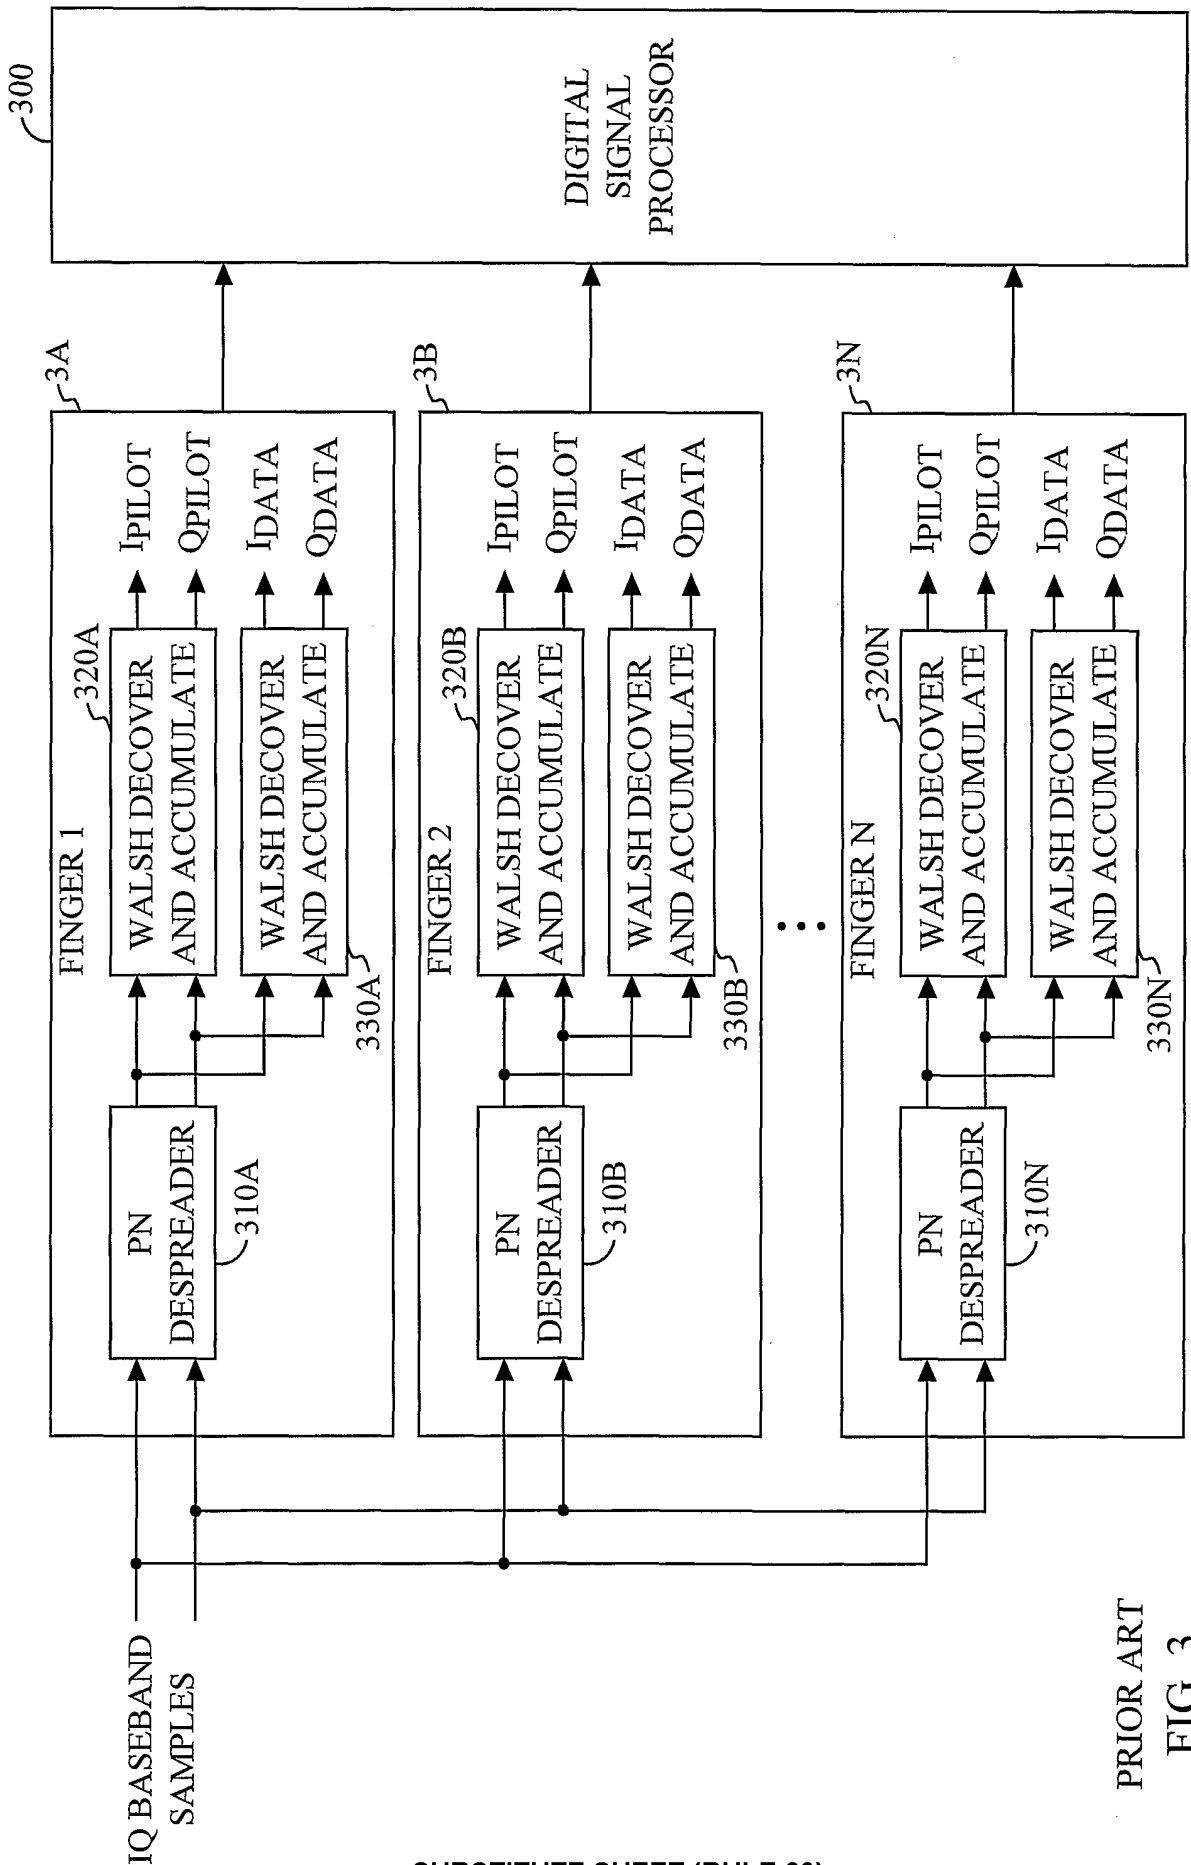 IQ BASEBAND
SAMPLES
FINGER 1
3A
PN
DESPREADER
310A
WALSH DECOVER
AND ACCUMULATE
320A
WALSH DECOVER
AND ACCUMULATE
330A
IPILOT
QPILOT
IDATA
QDATA
FINGER 2
3B
PN
DESPREADER
310B
WALSH DECOVER
AND ACCUMULATE
320B
WALSH DECOVER
AND ACCUMULATE
330B
IPILOT
QPILOT
IDATA
QDATA
FINGER N
3N
PN
DESPREADER
310N
WALSH DECOVER
AND ACCUMULATE
320N
WALSH DECOVER
AND ACCUMULATE
330N
IPILOT
QPILOT
IDATA
QDATA
300
DIGITAL
SIGNAL
PROCESSOR
PRIOR ART
FIG. 3